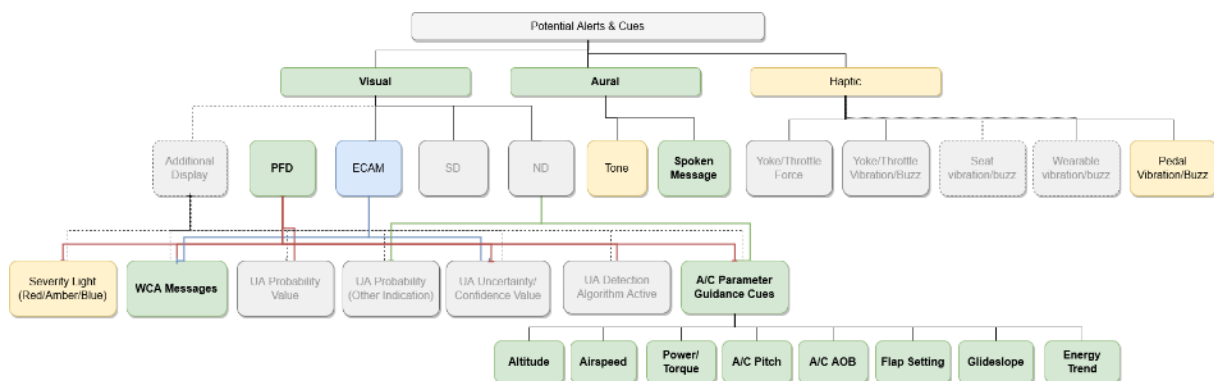 Potential Alerts & Cues
Visual
Aural
Haptic
Additional
Display
PFD
ECAM
SD
ND
Tone
Spoken
Message
Yoke/Throttle
Force
Yoke/Throttle
Vibration/Buzz
Seat
vibration/buzz
Wearable
vibration/buzz
Pedal
Vibration/Buzz
Severity Light
(Red/Amber/Blue)
WCA Messages
UA Probability
Value
UA Probability
(Other Indication)
UA Uncertainty/
Confidence Value
UA Detection
Algorithm Active
A/C Parameter
Guidance Cues
Altitude
Airspeed
Power/
Torque
A/C Pitch
A/C AOB
Flap Setting
Glideslope
Energy
Trend